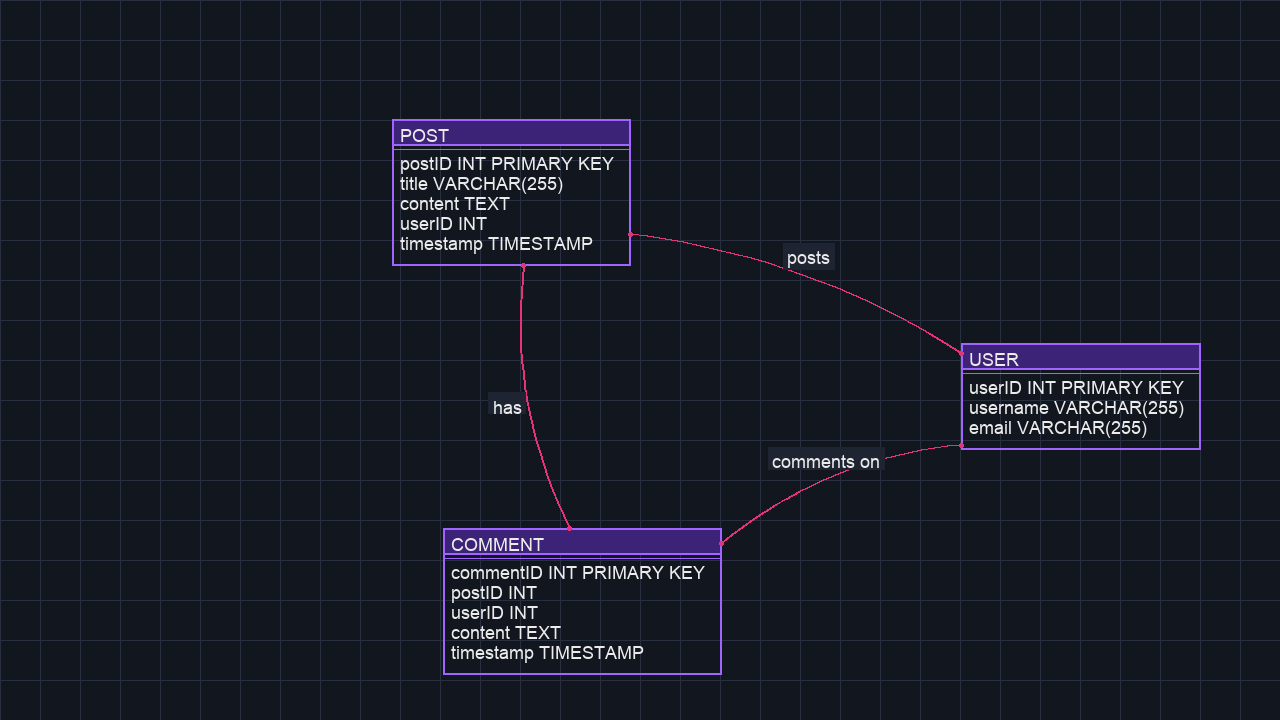 POST
postID INT PRIMARY KEY
title VARCHAR(255)
content TEXT
userID INT
timestamp TIMESTAMP
posts
USER
userID INT PRIMARY KEY
username VARCHAR(255)
email VARCHAR(255)
has
comments on
COMMENT
commentID INT PRIMARY KEY
postID INT
userID INT
content TEXT
timestamp TIMESTAMP